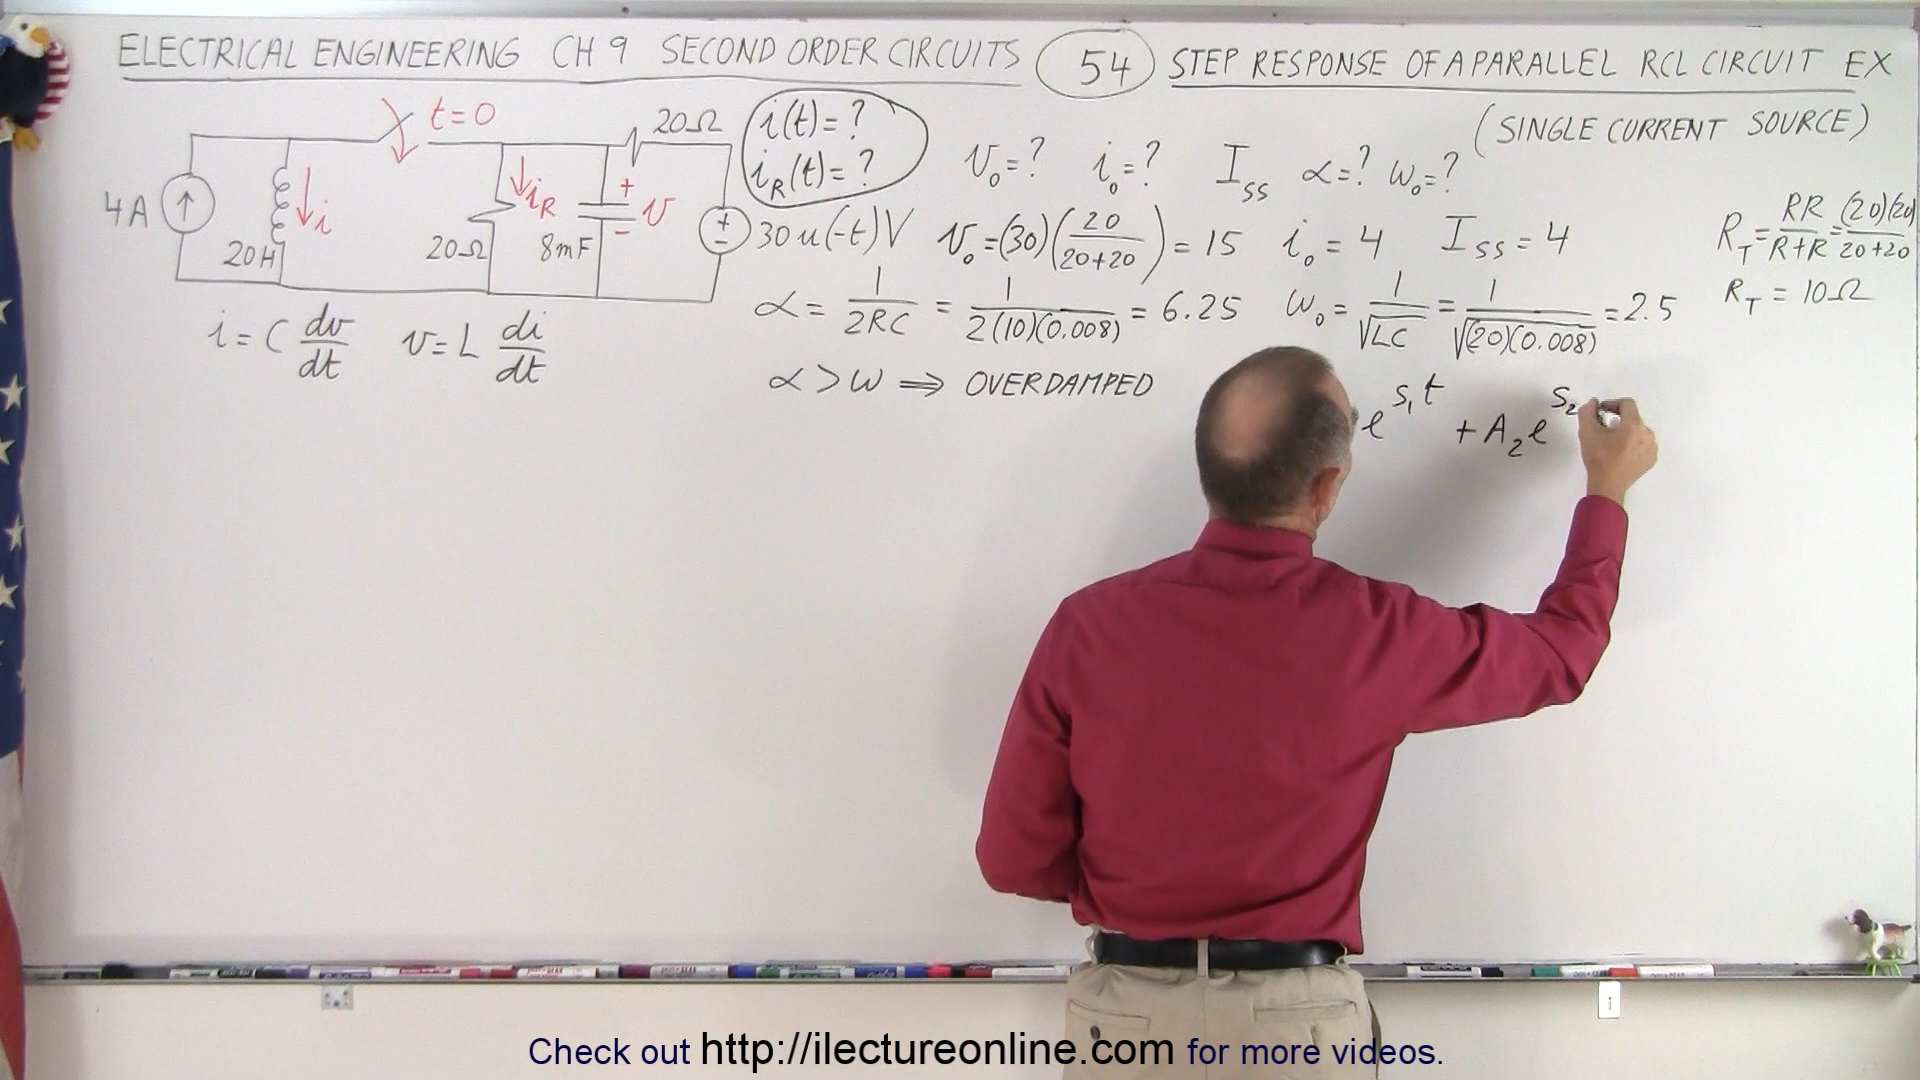 ELECTRICAL ENGINEERING CH 9 SECOND ORDER CIRCUITS 54 STEP RESPONSE OF A PARALLEL RCL CIRCUIT EX
(SINGLE CURRENT SOURCE)
t=0
20Ω
4A
i
20H
iR
20Ω
8mF
+
v
-
+
-
30u(-t)V
i(t)=?
iR(t)=?
v₀=? i₀=? Iss α=? ω₀=?
v₀=(30)(20/(20+20))=15 i₀=4 Iss=4
RT=RR/(R+R)=(20)(20)/(20+20)
RT=10Ω
α=1/(2RC)=1/(2(10)(0.008))=6.25 ω₀=1/√LC=1/√(20)(0.008)=2.5
i=C dv/dt v=L di/dt
α>ω ⇒ OVERDAMPED
e^s₁t +A₂e^s₂
Check out http://ilectureonline.com for more videos.